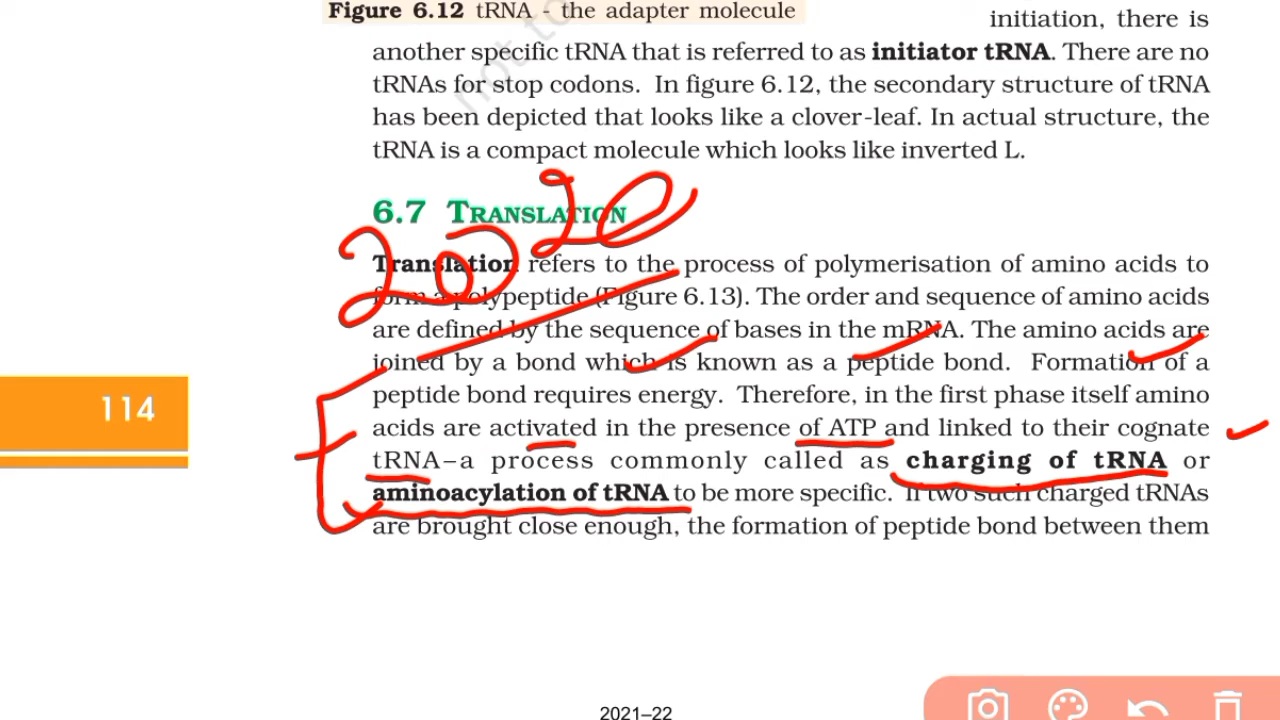 Figure 6.12 tRNA - the adapter molecule
initiation, there is
another specific tRNA that is referred to as initiator tRNA. There are no
tRNAs for stop codons. In figure 6.12, the secondary structure of tRNA
has been depicted that looks like a clover-leaf. In actual structure, the
tRNA is a compact molecule which looks like inverted L.
not to
6.7 TRANSLATION
2020
Translation refers to the process of polymerisation of amino acids to
form a polypeptide (Figure 6.13). The order and sequence of amino acids
are defined by the sequence of bases in the mRNA. The amino acids are
joined by a bond which is known as a peptide bond. Formation of a
peptide bond requires energy. Therefore, in the first phase itself amino
114
acids are activated in the presence of ATP and linked to their cognate
tRNA–a process commonly called as charging of tRNA or
aminoacylation of tRNA to be more specific. If two such charged tRNAs
are brought close enough, the formation of peptide bond between them
2021–22